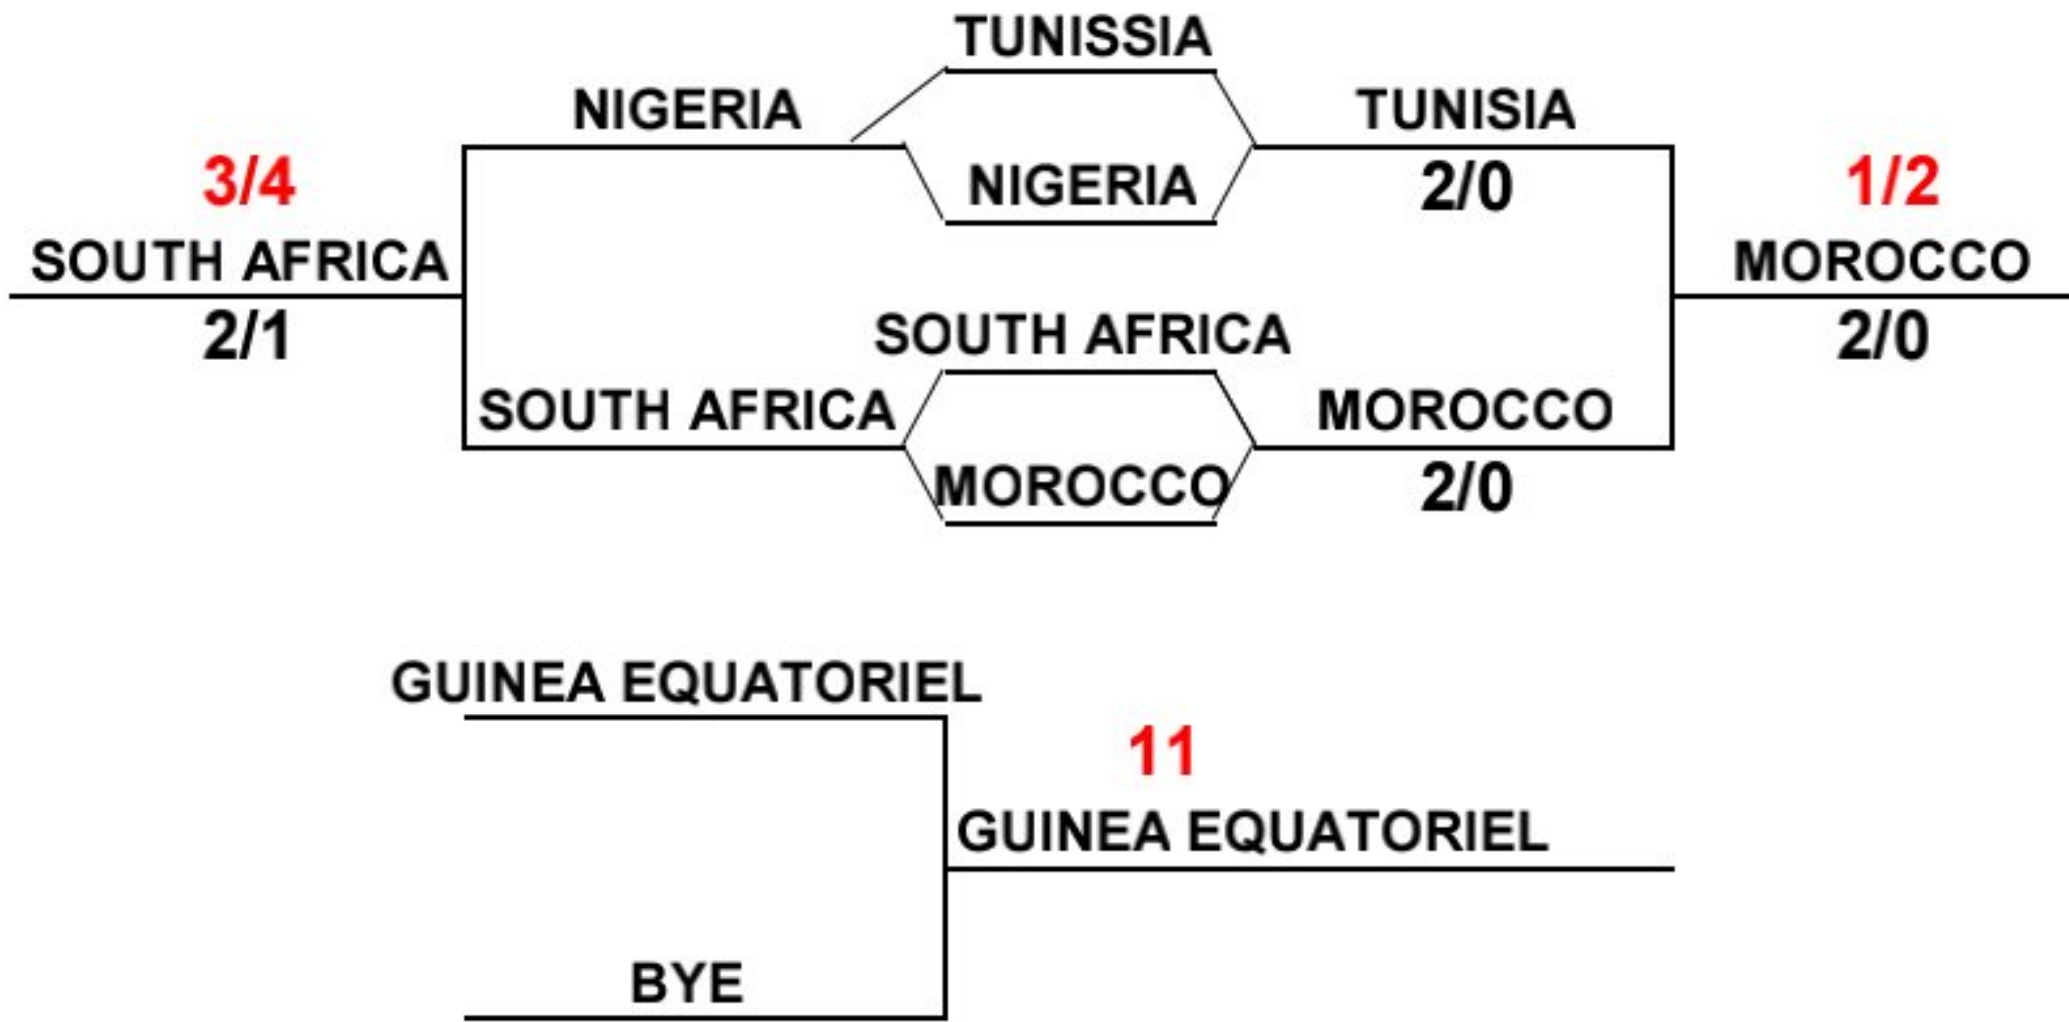 TUNISSIA
NIGERIA TUNISIA
3/4 NIGERIA 2/0 1/2
SOUTH AFRICA MOROCCO
2/1 SOUTH AFRICA 2/0
SOUTH AFRICA MOROCCO
MOROCCO 2/0
GUINEA EQUATORIEL
11
GUINEA EQUATORIEL
BYE